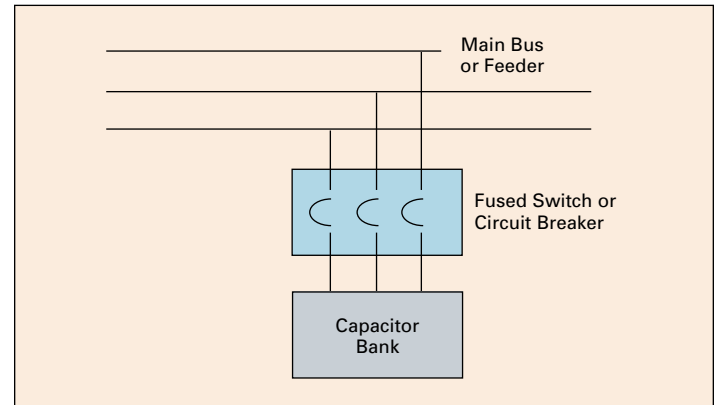 Main Bus
or Feeder
Fused Switch or
Circuit Breaker
Capacitor
Bank